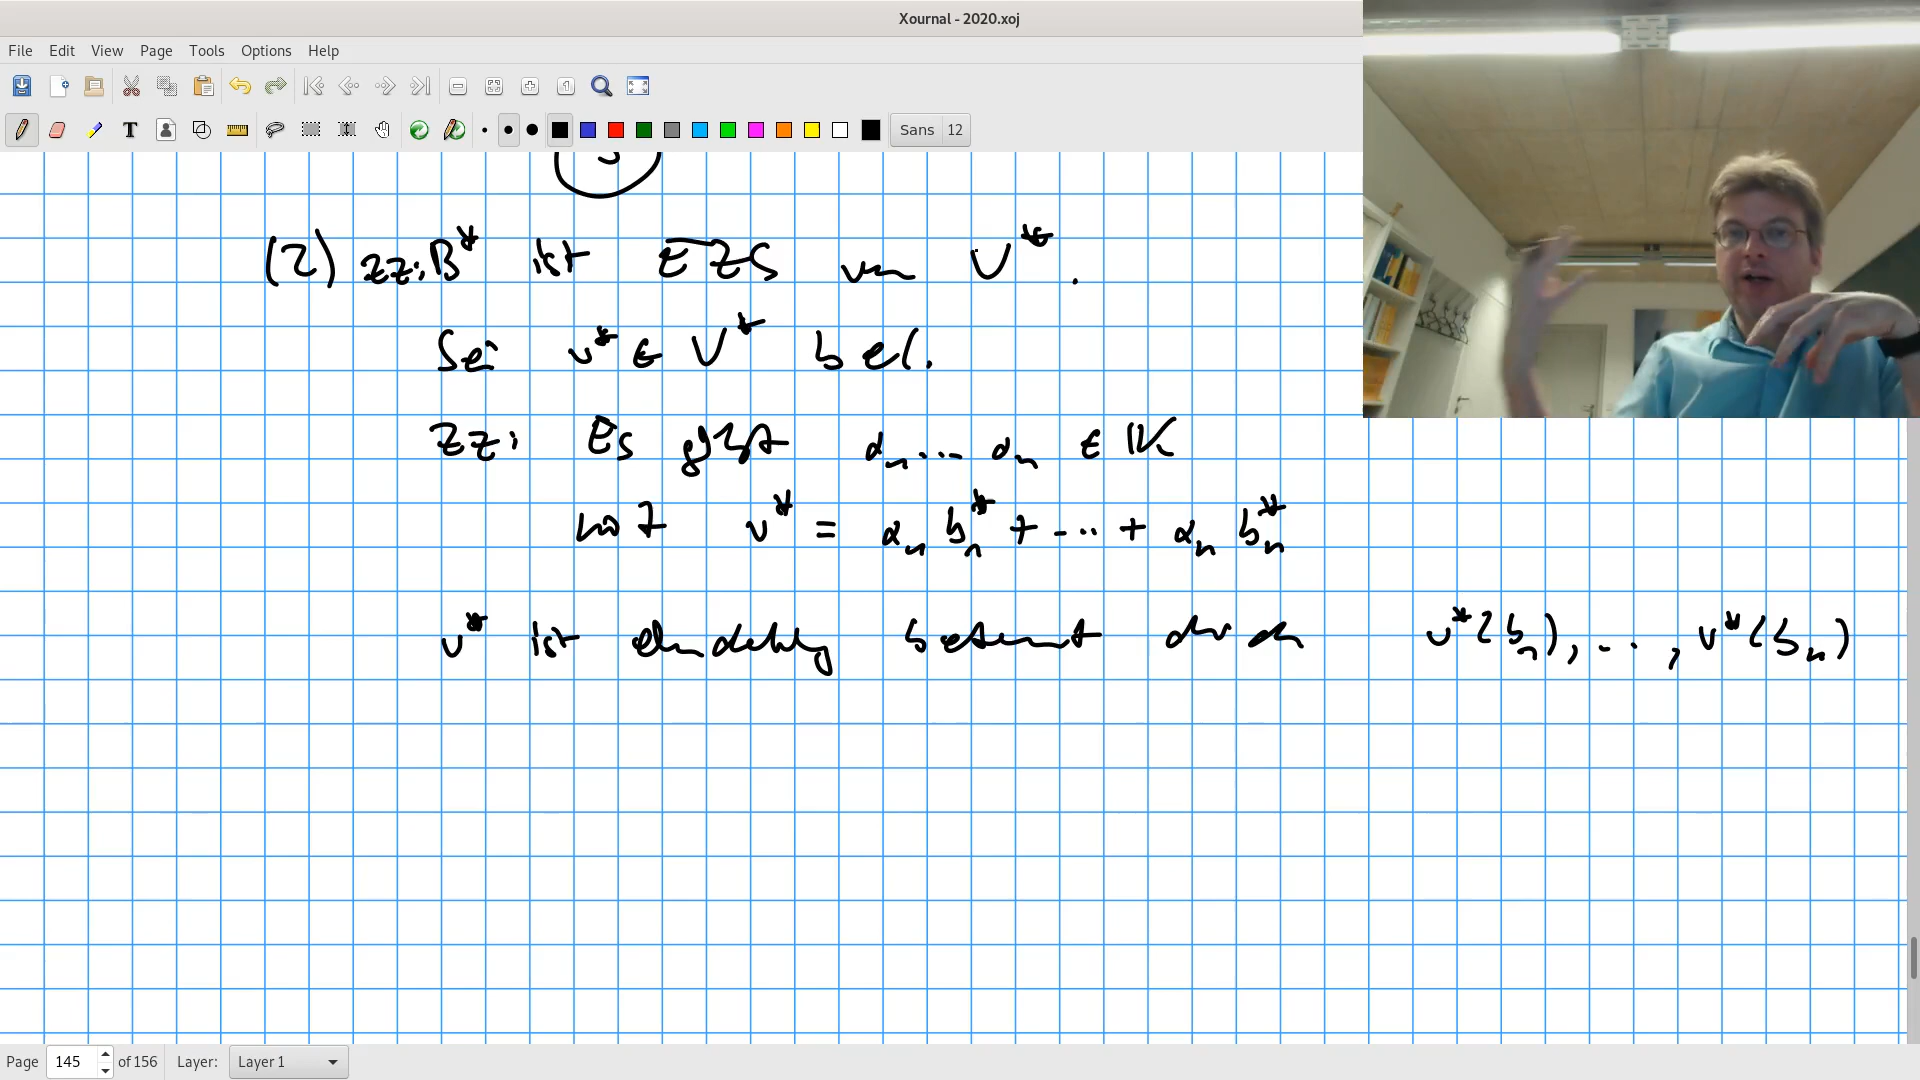 Xournal - 2020.xoj
File Edit View Page Tools Options Help
Sans 12
(2) zz: B* ist EZS von V*.
Sei v* ∈ V* bel.
zz: Es gibt α₁ ... αₙ ∈ K
mit v* = α₁ b₁* + ... + αₙ bₙ*
v* ist eindeutig bestimmt durch v*(b₁), ..., v*(bₙ)
Page 145 of 156 Layer: Layer 1